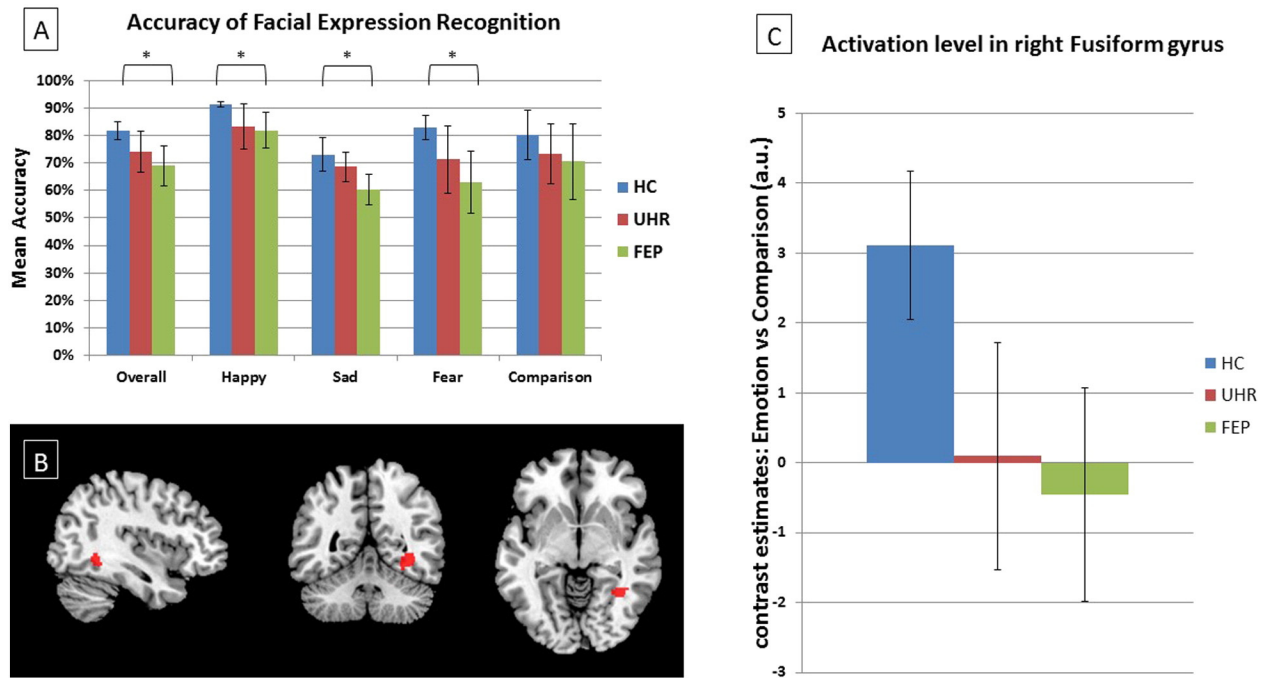 A
Accuracy of Facial Expression Recognition
* * * *
100%
90%
80%
70%
60%
50%
40%
30%
20%
10%
0%
Mean Accuracy
Overall Happy Sad Fear Comparison
HC
UHR
FEP
B
C
Activation level in right Fusiform gyrus
contrast estimates: Emotion vs Comparison (a.u.)
5
4
3
2
1
0
-1
-2
-3
HC
UHR
FEP